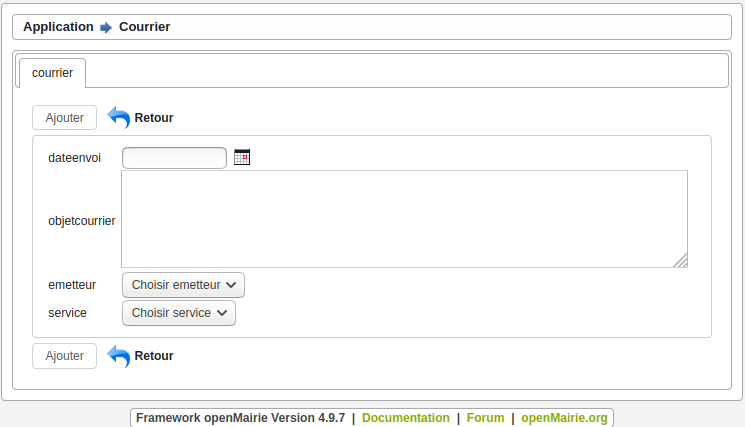 Application Courrier
courrier
Ajouter Retour
dateenvoi
objetcourrier
emetteur Choisir emetteur
service Choisir service
Ajouter Retour
Framework openMairie Version 4.9.7 | Documentation | Forum | openMairie.org